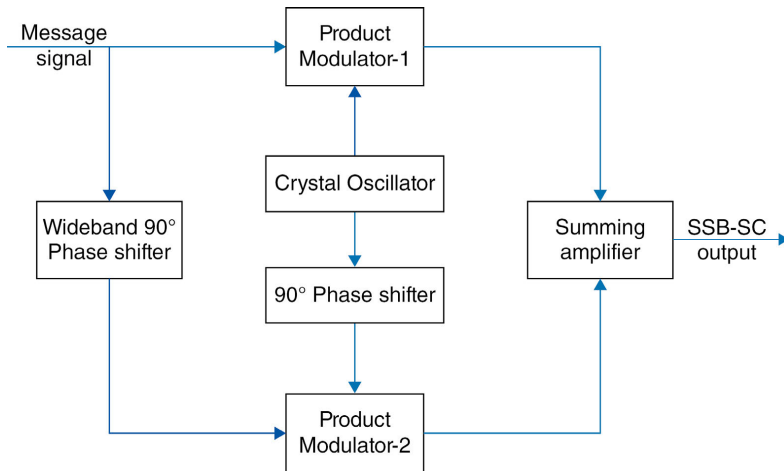 Message
signal
Product
Modulator-1
Crystal Oscillator
Wideband 90°
Phase shifter
Summing
amplifier
SSB-SC
output
90° Phase shifter
Product
Modulator-2